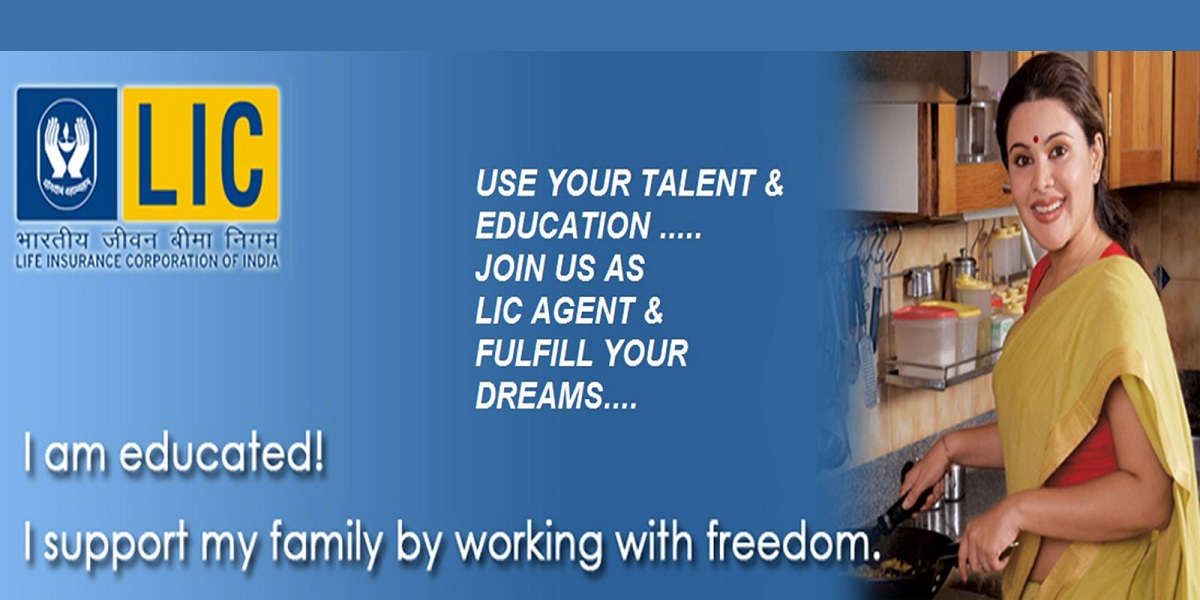 LIC
भारतीय जीवन बीमा निगम
LIFE INSURANCE CORPORATION OF INDIA
USE YOUR TALENT &
EDUCATION .....
JOIN US AS
LIC AGENT &
FULFILL YOUR
DREAMS....
I am educated!
I support my family by working with freedom.